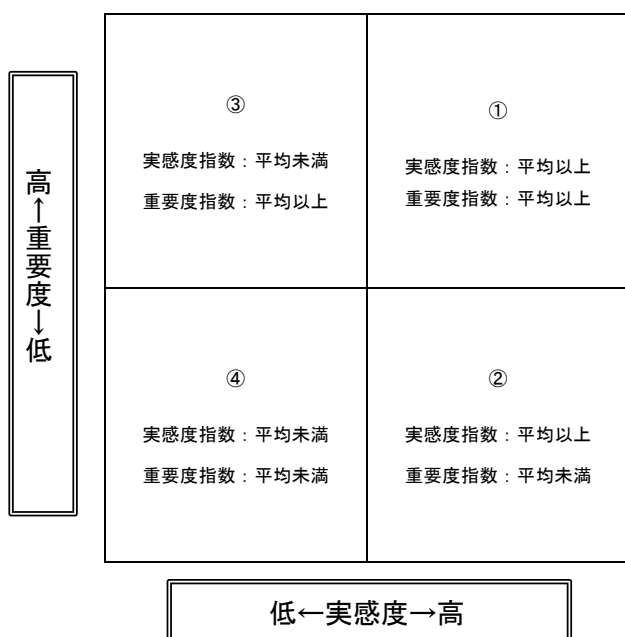 高←重要度→低
③
実感度指数：平均未満
重要度指数：平均以上
①
実感度指数：平均以上
重要度指数：平均以上
④
実感度指数：平均未満
重要度指数：平均未満
②
実感度指数：平均以上
重要度指数：平均未満
低←実感度→高